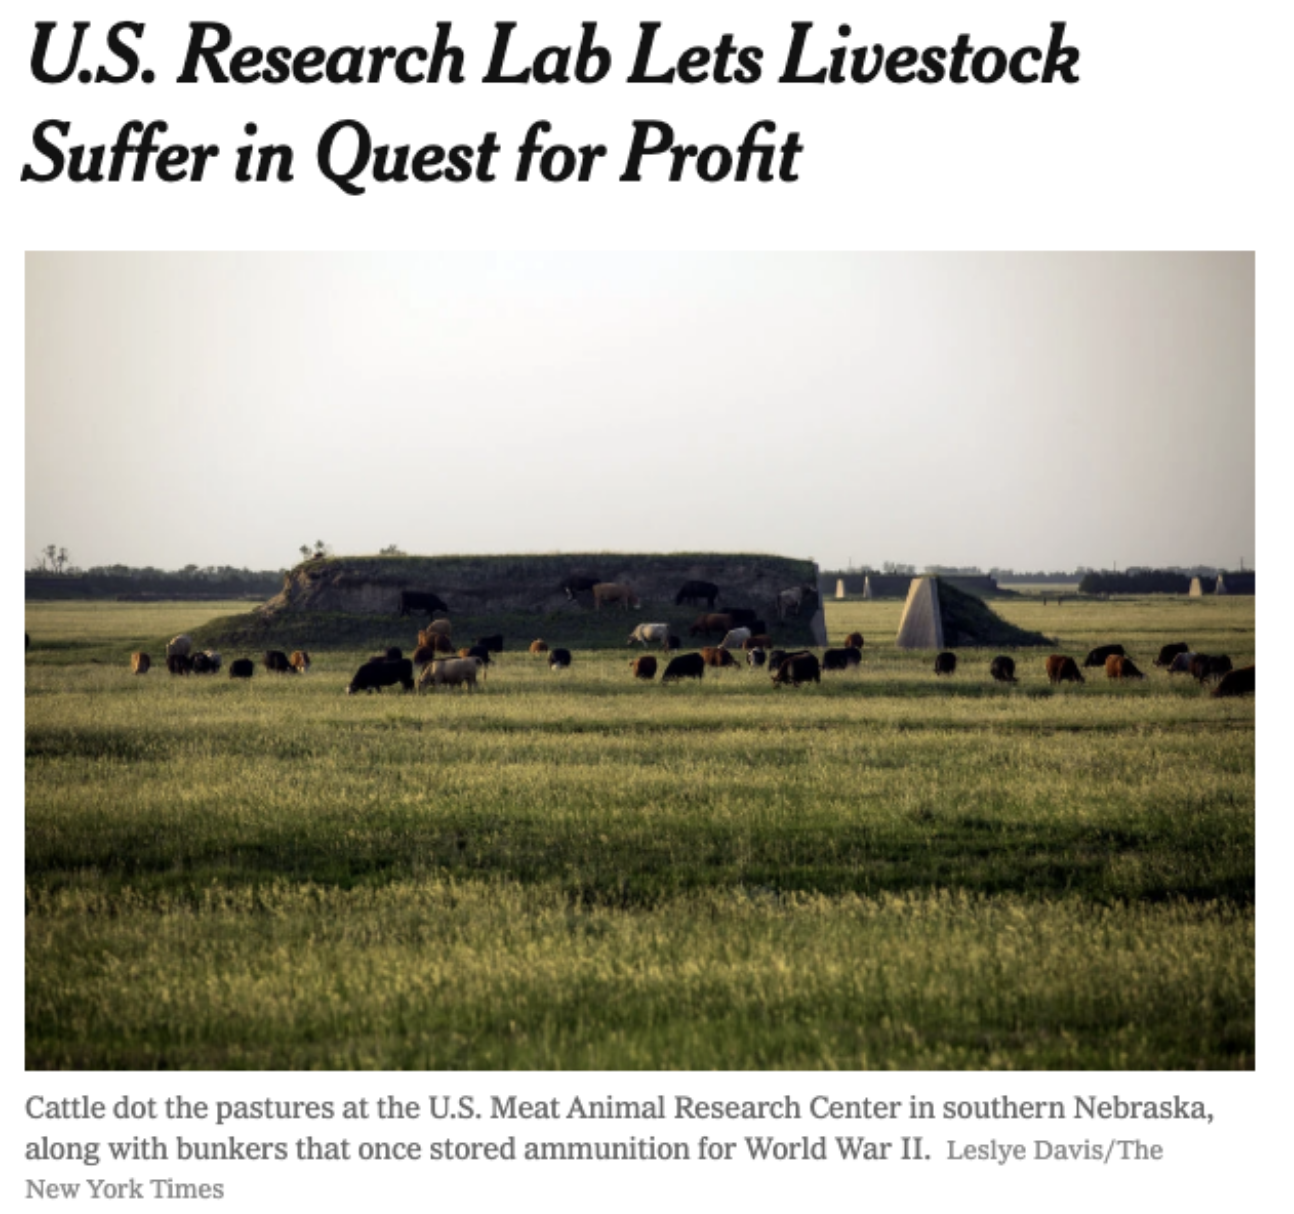 U.S. Research Lab Lets Livestock
Suffer in Quest for Profit
Cattle dot the pastures at the U.S. Meat Animal Research Center in southern Nebraska,
along with bunkers that once stored ammunition for World War II. Leslye Davis/The
New York Times